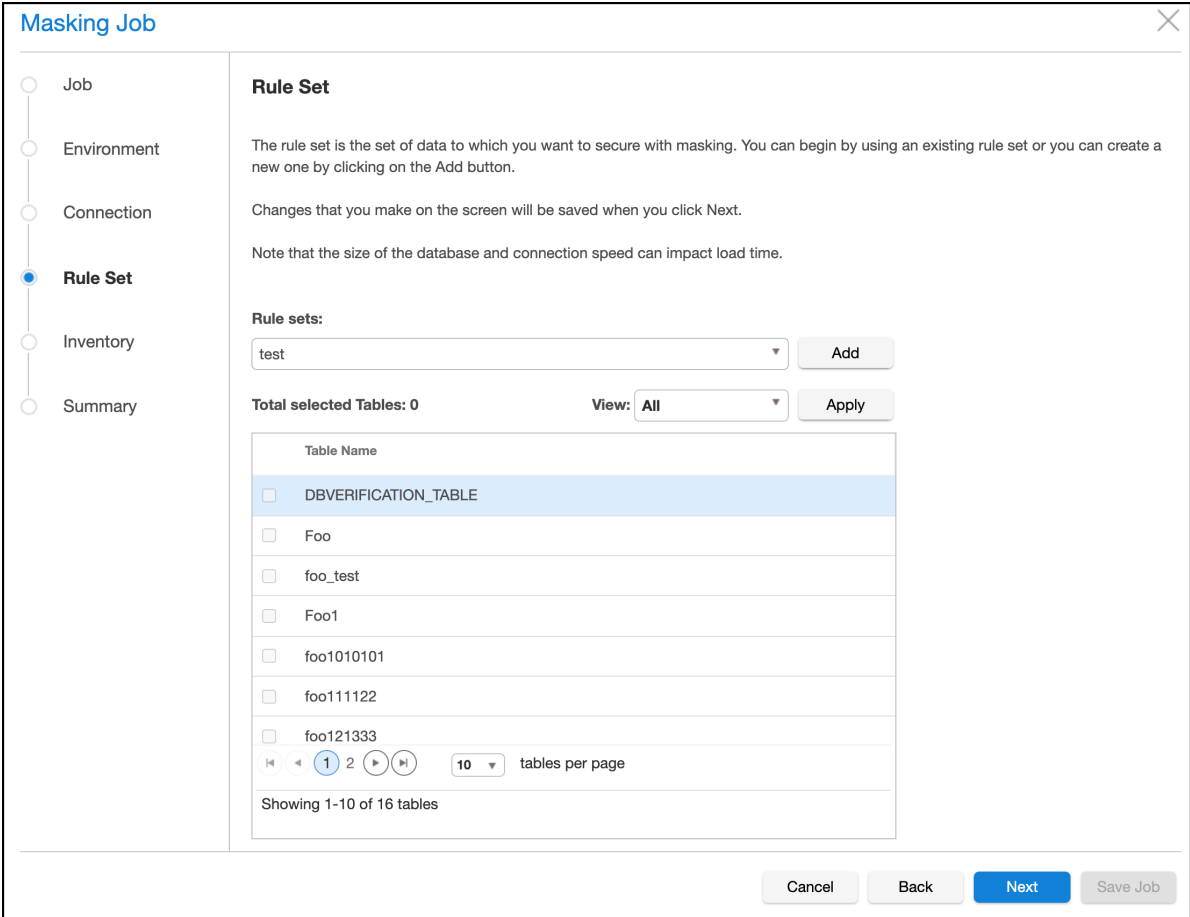 Masking Job
Job
Environment
Connection
Rule Set
Inventory
Summary
Rule Set
The rule set is the set of data to which you want to secure with masking. You can begin by using an existing rule set or you can create a
new one by clicking on the Add button.
Changes that you make on the screen will be saved when you click Next.
Note that the size of the database and connection speed can impact load time.
Rule sets:
test
Add
Total selected Tables: 0
View:
All
Apply
Table Name
DBVERIFICATION_TABLE
Foo
foo_test
Foo1
foo1010101
foo111122
foo121333
1 2
10
tables per page
Showing 1-10 of 16 tables
Cancel
Back
Next
Save Job